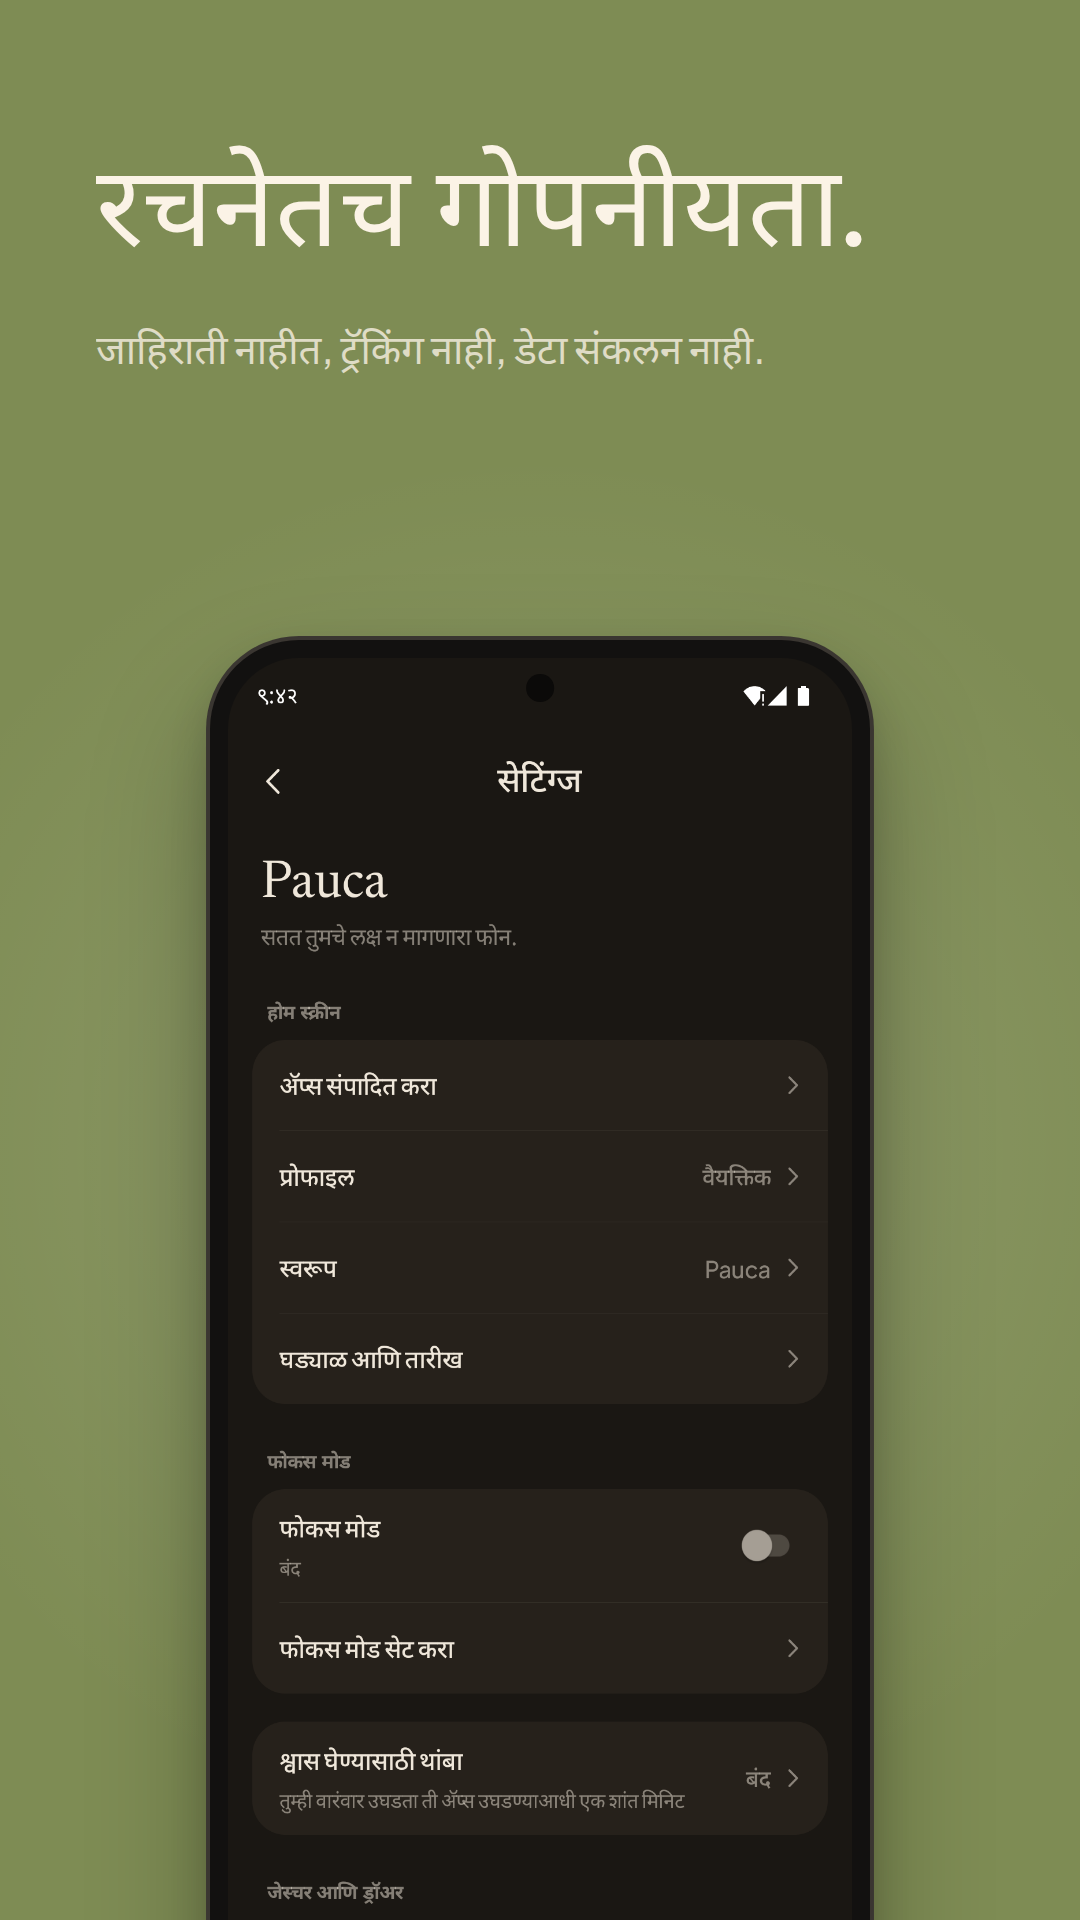 रचनेतच गोपनीयता.
जाहिराती नाहीत, ट्रॅकिंग नाही, डेटा संकलन नाही.
९:४२
सेटिंग्ज
Pauca
सतत तुमचे लक्ष न मागणारा फोन.
होम स्क्रीन
ॲप्स संपादित करा
प्रोफाइल वैयक्तिक
स्वरूप Pauca
घड्याळ आणि तारीख
फोकस मोड
फोकस मोड
बंद
फोकस मोड सेट करा
श्वास घेण्यासाठी थांबा
बंद
तुम्ही वारंवार उघडता ती ॲप्स उघडण्याआधी एक शांत मिनिट
जेस्चर आणि ड्रॉअर